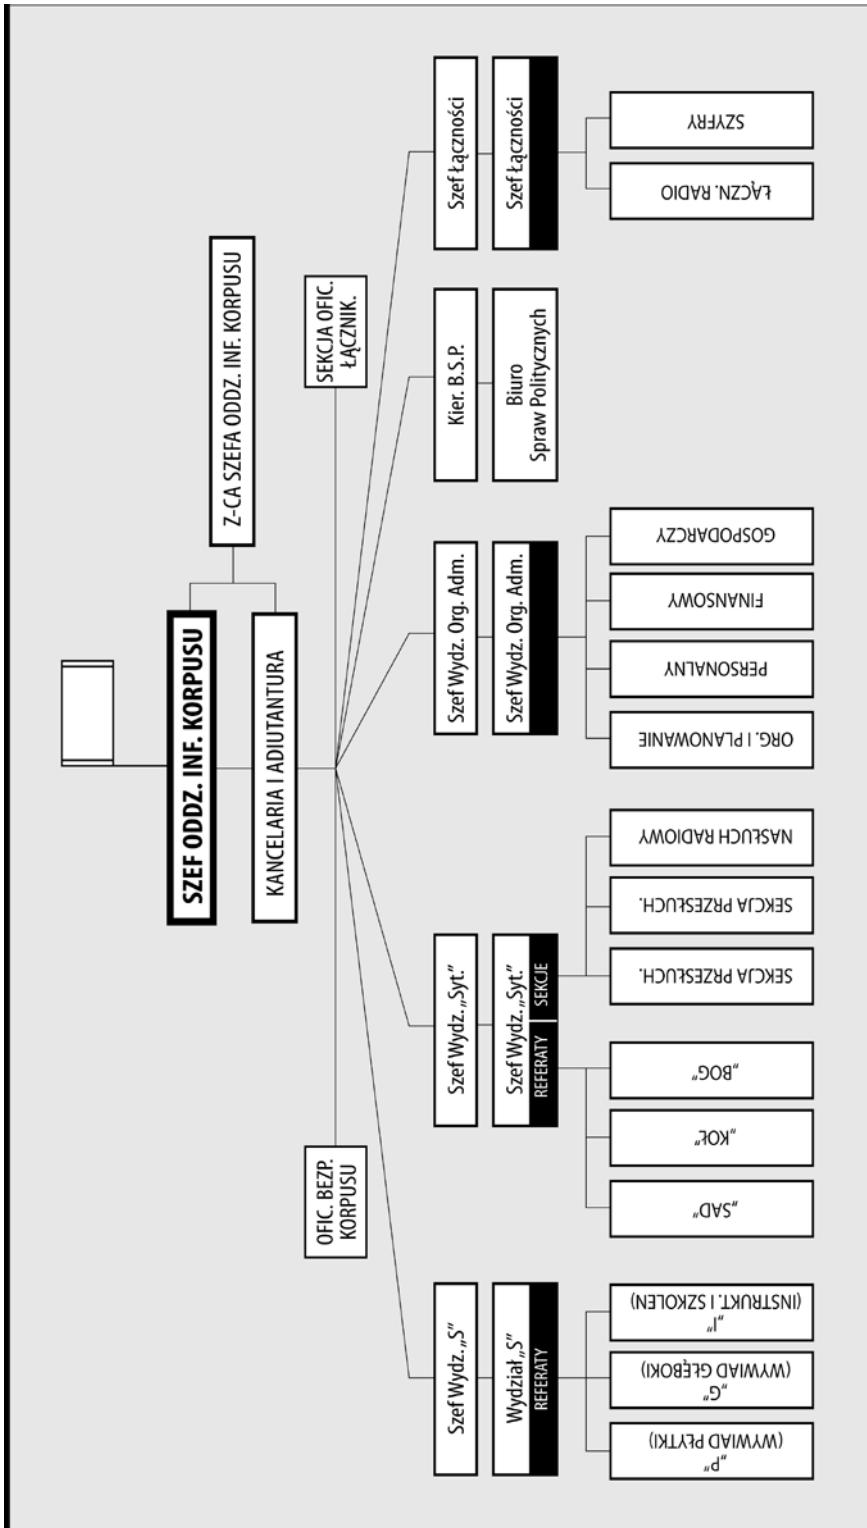 SZEF ODDZ. INF. KORPUSU
Z-CA SZEFA ODDZ. INF. KORPUSU
KANCELARIA I ADIUTANTURA
OFIC. BEZP.
KORPUSU
SEKCJA OFIC.
ŁĄCZNIK.
Szef Wydz. „S”
Szef Wydz. „Syt.”
Szef Wydz. Org. Adm.
Kier. B.S.P.
Szef Łączności
Wydział „S”
REFERATY
Szef Wydz. „Syt.”
REFERATY
SEKCJE
Szef Wydz. Org. Adm.
Biuro
Spraw Politycznych
Szef Łączności
„P”
(WYWIAD PŁYTKI)
„G”
(WYWIAD GŁĘBOKI)
„I”
(INSTRUKT. I SZKOLEN)
„SAD”
„KOŁ”
„BOG”
SEKCJA PRZESŁUCH.
SEKCJA PRZESŁUCH.
NASŁUCH RADIOWY
ORG. I PLANOWANIE
PERSONALNY
FINANSOWY
GOSPODARCZY
ŁĄCZN. RADIO
SZYFRY